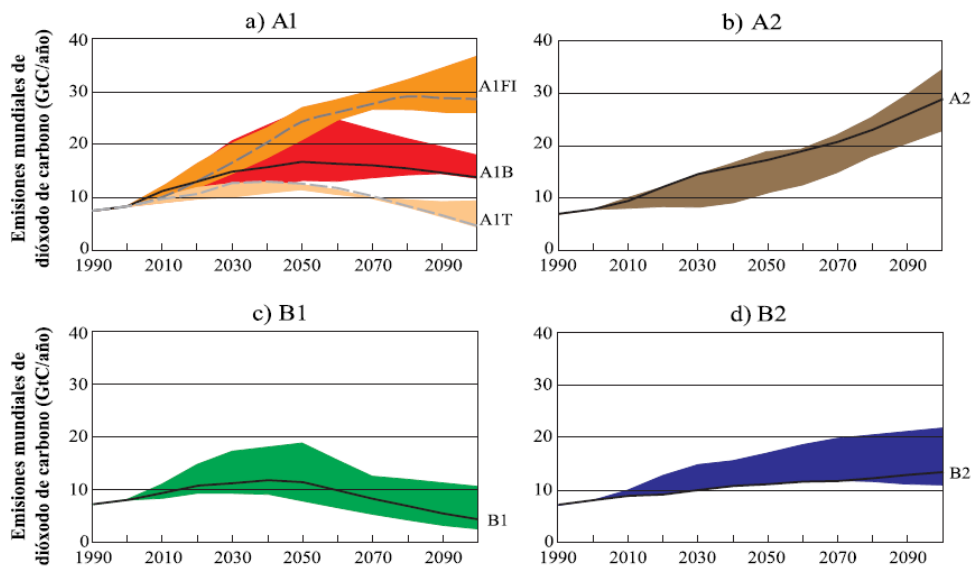 a) A1
Emisiones mundiales de
dióxodo de carbono (GtC/año)
40
30
20
10
0
A1FI
A1B
A1T
1990 2010 2030 2050 2070 2090
b) A2
40
30
20
10
0
A2
1990 2010 2030 2050 2070 2090
c) B1
Emisiones mundiales de
dióxodo de carbono (GtC/año)
40
30
20
10
0
B1
1990 2010 2030 2050 2070 2090
d) B2
40
30
20
10
0
B2
1990 2010 2030 2050 2070 2090